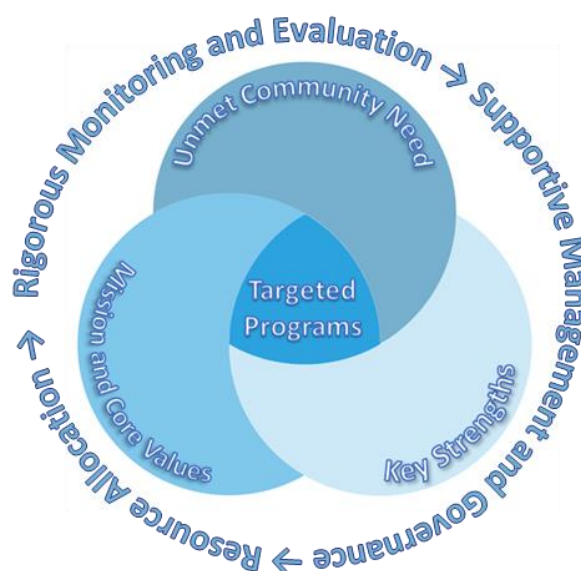 Rigorous Monitoring and Evaluation → Supportive Management and Governance → Resource Allocation →
Unmet Community Need
Mission and Core Values
Targeted
Programs
Key Strengths